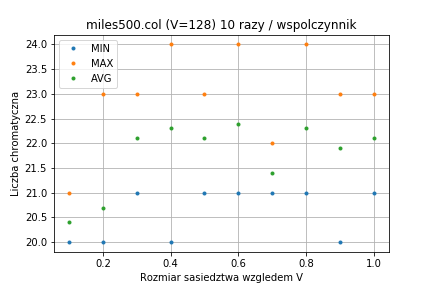 miles500.col (V=128) 10 razy / wspolczynnik
MIN
MAX
AVG
Liczba chromatyczna
24.0
23.5
23.0
22.5
22.0
21.5
21.0
20.5
20.0
0.2 0.4 0.6 0.8 1.0
Rozmiar sasiedztwa wzgledem V